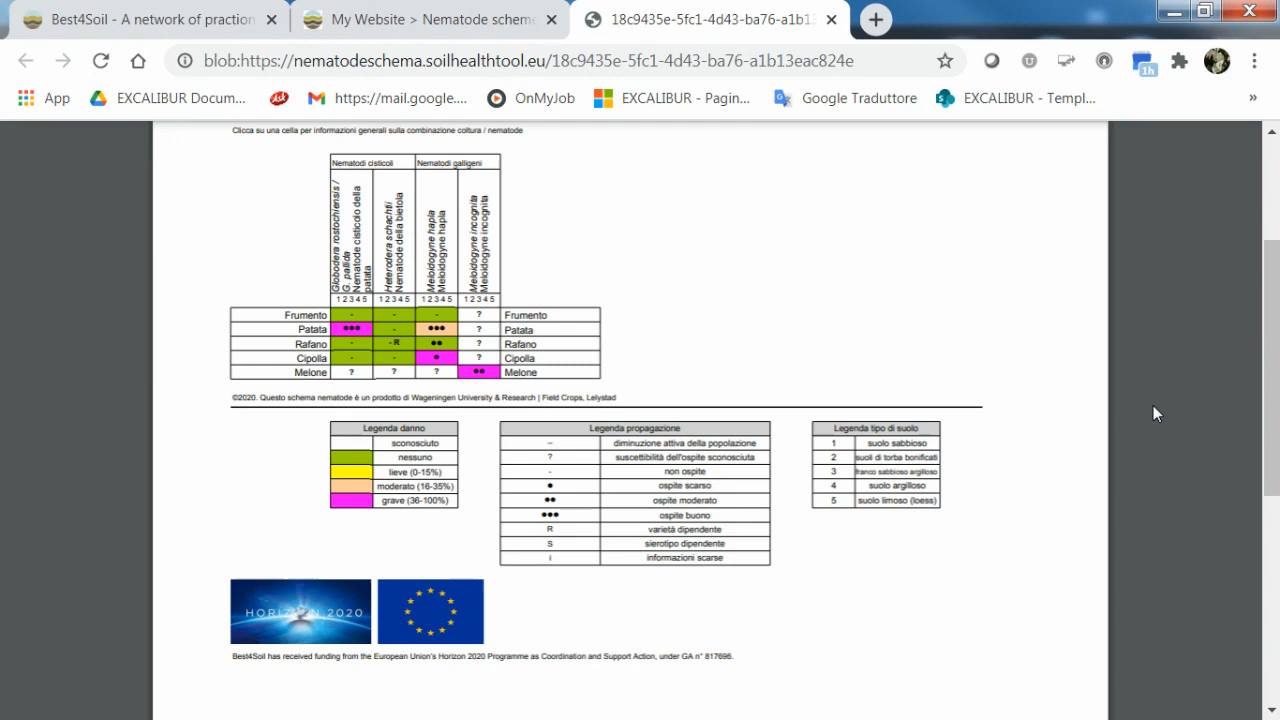 Best4Soil - A network of praction
My Website > Nematode schem
18c9435e-5fc1-4d43-ba76-a1b13
blob:https://nematodeschema.soilhealthtool.eu/18c9435e-5fc1-4d43-ba76-a1b13eac824e
1h
App
EXCALIBUR Docum...
Ask
https://mail.google....
OnMyJob
EXCALIBUR - Pagin...
Google Traduttore
EXCALIBUR - Templ...
»
Clicca su una cella per informazioni generali sulla combinazione coltura / nematode
Nematodi cisticoli Nematodi galligeni
Globodera rostochiensis /
G. pallida
Nematode cisticolo della
patata
Heterodera schachtii
Nematode della bietola
Meloidogyne hapla
Meloidogyne hapla
Meloidogyne incognita
Meloidogyne incognita
1 2 3 4 5 1 2 3 4 5 1 2 3 4 5 1 2 3 4 5
Frumento - - - ? Frumento
Patata ●●● - ●●● ? Patata
Rafano - - R ●● ? Rafano
Cipolla - - ● ? Cipolla
Melone ? ? ? ●● Melone
©2020. Questo schema nematode è un prodotto di Wageningen University & Research | Field Crops, Lelystad
Legenda danno
sconosciuto
nessuno
lieve (0-15%)
moderato (16-35%)
grave (36-100%)
Legenda propagazione
-- diminuzione attiva della popolazione
? suscettibilità dell'ospite sconosciuta
- non ospite
● ospite scarso
●● ospite moderato
●●● ospite buono
R varietà dipendente
S sierotipo dipendente
i informazioni scarse
Legenda tipo di suolo
1 suolo sabbioso
2 suoli di torba bonificati
3 franco sabbioso argilloso
4 suolo argilloso
5 suolo limoso (loess)
HORIZON 2020
Best4Soil has received funding from the European Union's Horizon 2020 Programme as Coordination and Support Action, under GA n° 817696.